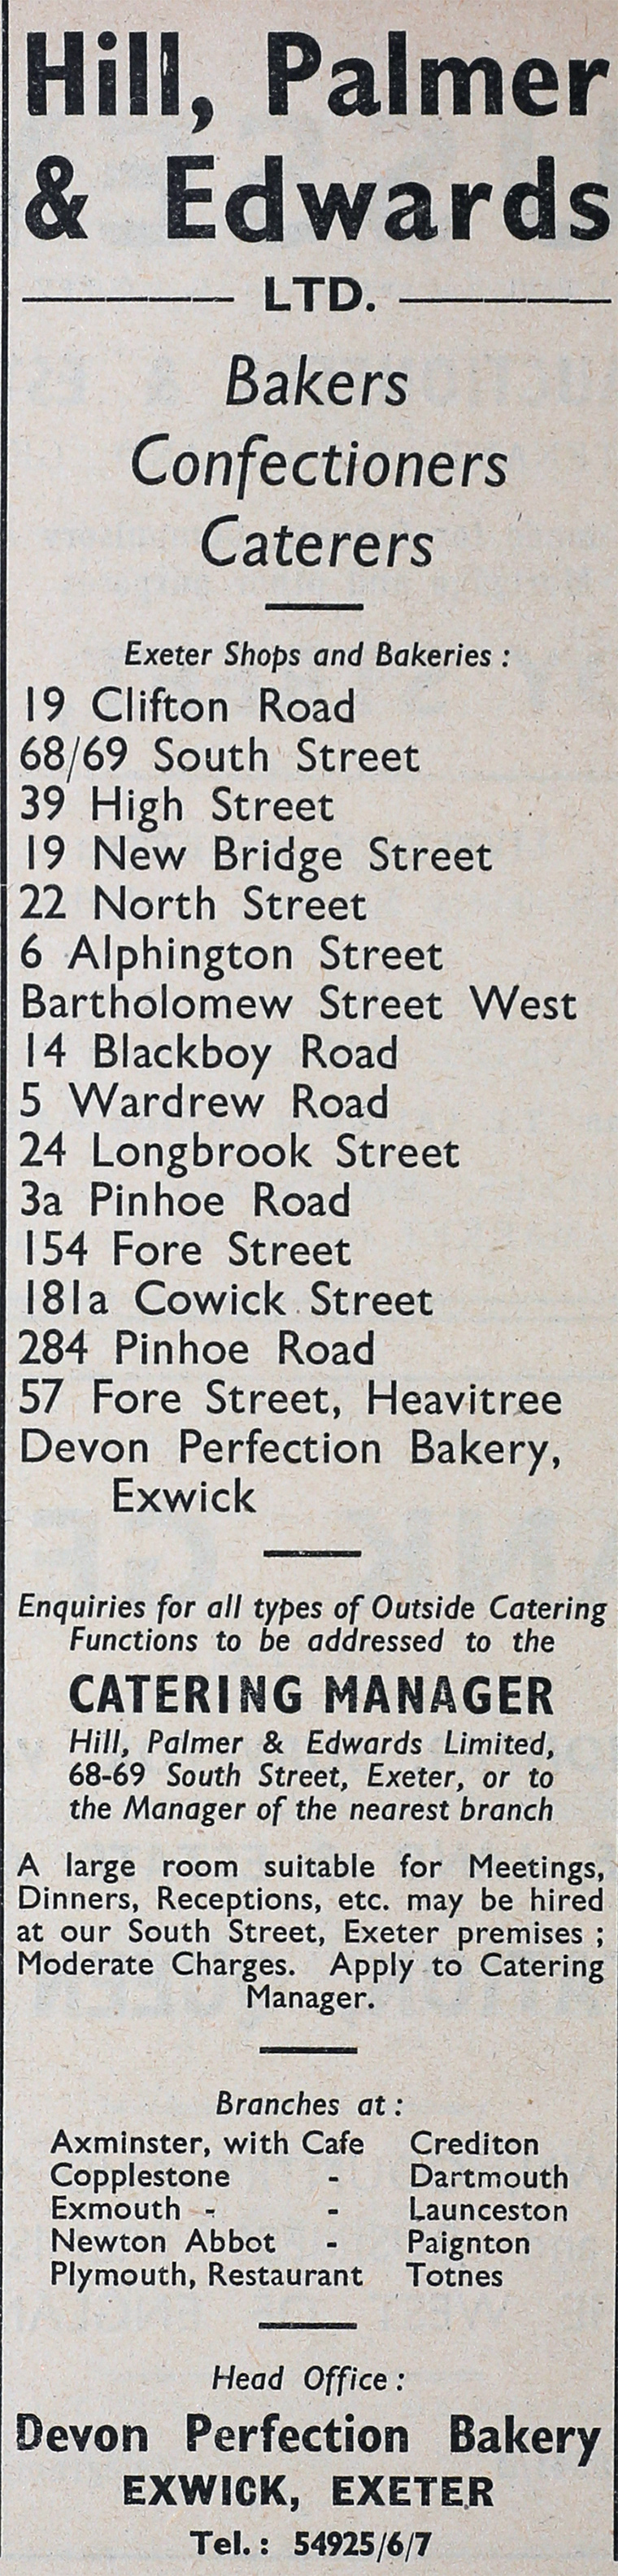 Hill, Palmer
& Edwards
LTD.
Bakers
Confectioners
Caterers
Exeter Shops and Bakeries :
19 Clifton Road
68/69 South Street
39 High Street
19 New Bridge Street
22 North Street
6 Alphington Street
Bartholomew Street West
14 Blackboy Road
5 Wardrew Road
24 Longbrook Street
3a Pinhoe Road
154 Fore Street
181a Cowick Street
284 Pinhoe Road
57 Fore Street, Heavitree
Devon Perfection Bakery,
Exwick
Enquiries for all types of Outside Catering
Functions to be addressed to the
CATERING MANAGER
Hill, Palmer & Edwards Limited,
68-69 South Street, Exeter, or to
the Manager of the nearest branch
A large room suitable for Meetings,
Dinners, Receptions, etc. may be hired
at our South Street, Exeter premises ;
Moderate Charges. Apply to Catering
Manager.
Branches at :
Axminster, with Cafe Crediton
Copplestone - Dartmouth
Exmouth - - Launceston
Newton Abbot - Paignton
Plymouth, Restaurant Totnes
Head Office :
Devon Perfection Bakery
EXWICK, EXETER
Tel. : 54925/6/7